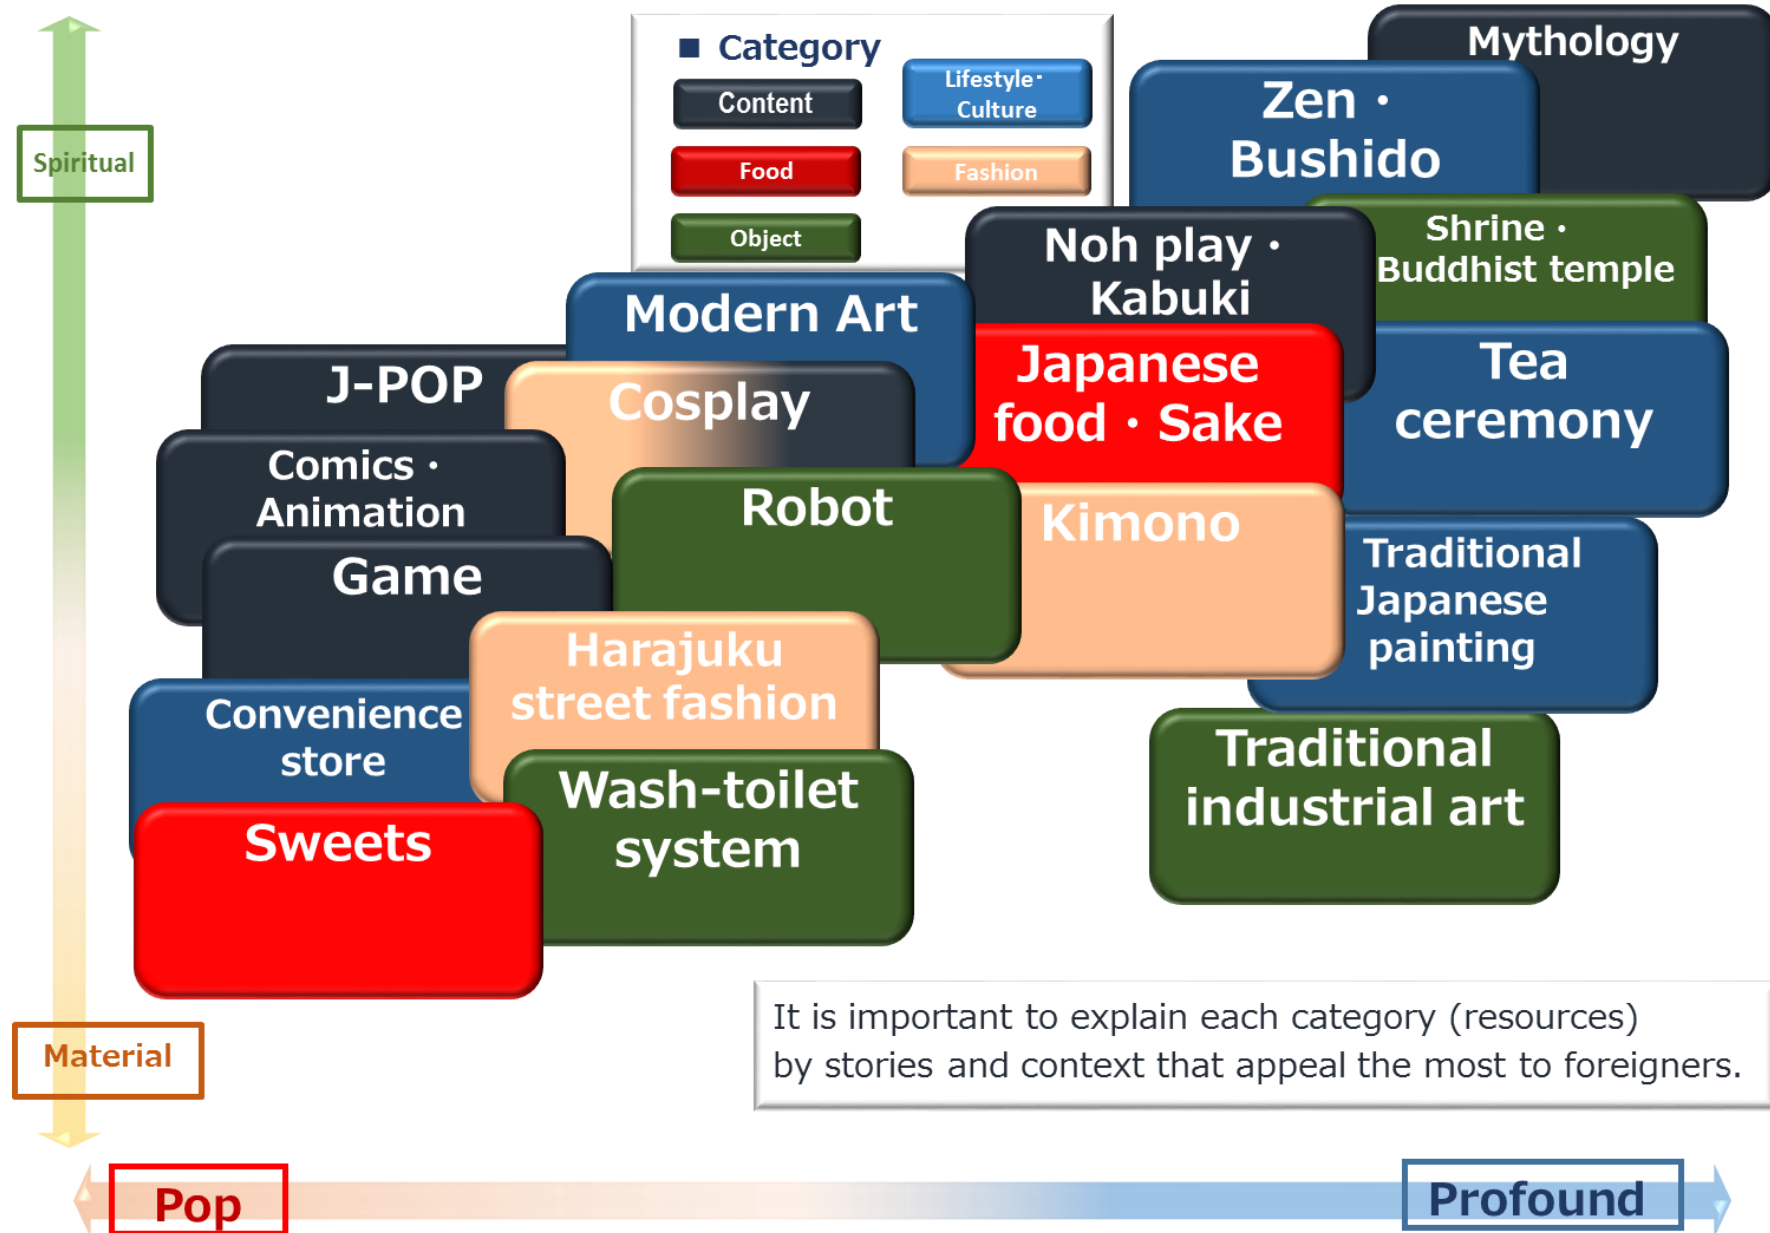 ■ Category
Content
Lifestyle・
Culture
Food
Fashion
Object
Spiritual
Mythology
Zen・
Bushido
Shrine・
Buddhist temple
Noh play・
Kabuki
Modern Art
J-POP
Cosplay
Japanese
food・Sake
Tea
ceremony
Comics・
Animation
Robot
Kimono
Game
Traditional
Japanese
painting
Harajuku
street fashion
Convenience
store
Traditional
industrial art
Wash-toilet
system
Sweets
It is important to explain each category (resources)
by stories and context that appeal the most to foreigners.
Material
Pop
Profound